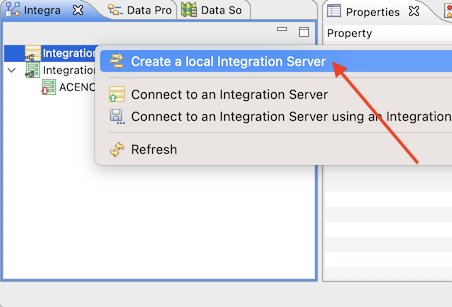 Integra
Data Pro
Data So
Properties
Property
Integration
Integration
ACENC
Create a local Integration Server
Connect to an Integration Server
Connect to an Integration Server using an Integration
Refresh